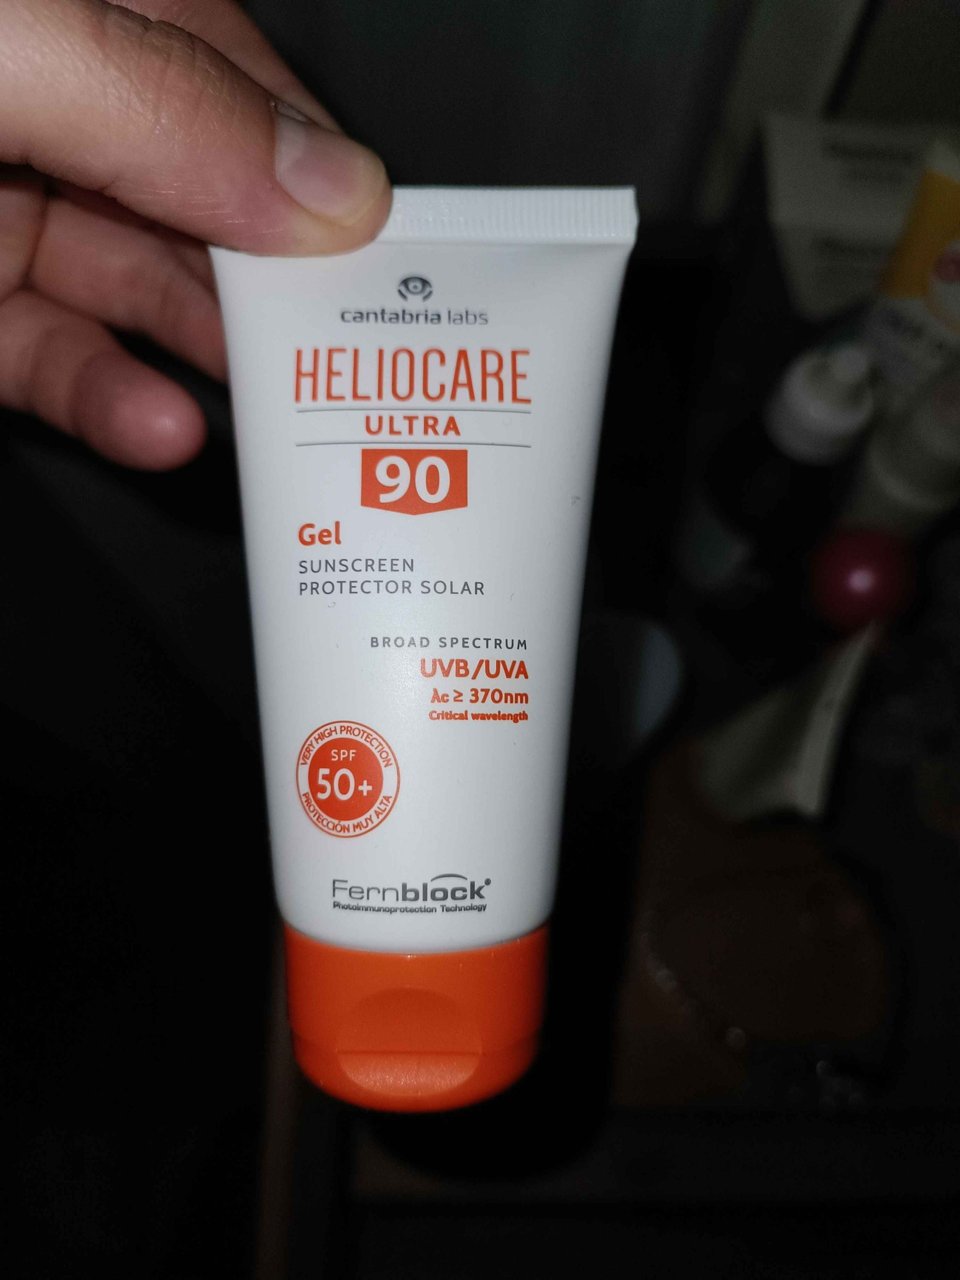 cantabria labs
HELIOCARE
ULTRA
90
Gel
SUNSCREEN
PROTECTOR SOLAR
BROAD SPECTRUM
UVB/UVA
λc ≥ 370nm
Critical wavelength
VERY HIGH PROTECTION
SPF
50+
PROTECCIÓN MUY ALTA
Fernblock®
Photoimmunoprotection Technology